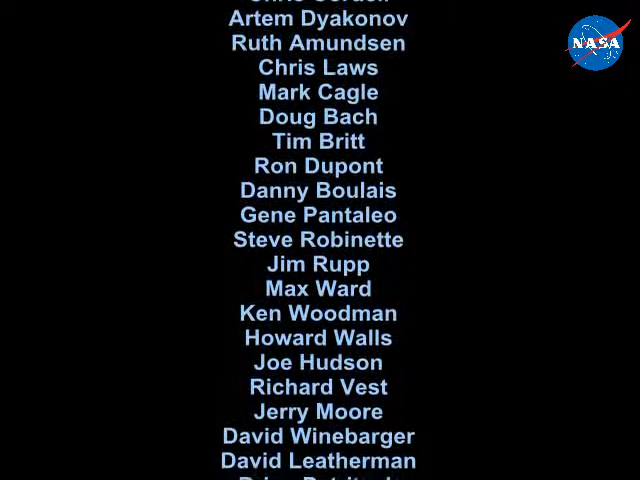 Artem Dyakonov
Ruth Amundsen
Chris Laws
Mark Cagle
Doug Bach
Tim Britt
Ron Dupont
Danny Boulais
Gene Pantaleo
Steve Robinette
Jim Rupp
Max Ward
Ken Woodman
Howard Walls
Joe Hudson
Richard Vest
Jerry Moore
David Winebarger
David Leatherman
NASA